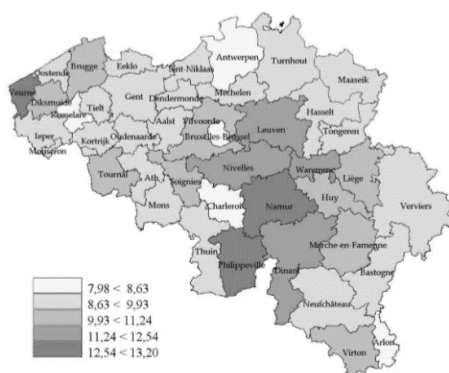 Antwerpen
Turnhout
Brugge
Eeklo
Sint-Niklaas
Oostende
Maaseik
Veurne
Diksmuide
Gent
Dendermonde
Mechelen
Roeselare
Tielt
Hasselt
Aalst
Vilvoorde
Leuven
Tongeren
Ieper
Kortrijk
Oudenaarde
Bruxelles-Brussel
Mouscron
Nivelles
Waremme
Liège
Tournai
Ath
Soignies
Huy
Verviers
Mons
Charleroi
Namur
Thuin
Marche-en-Famenne
Philippeville
Dinant
Bastogne
Neufchâteau
Virton
Arlon
7,98 < 8,63
8,63 < 9,93
9,93 < 11,24
11,24 < 12,54
12,54 < 13,20